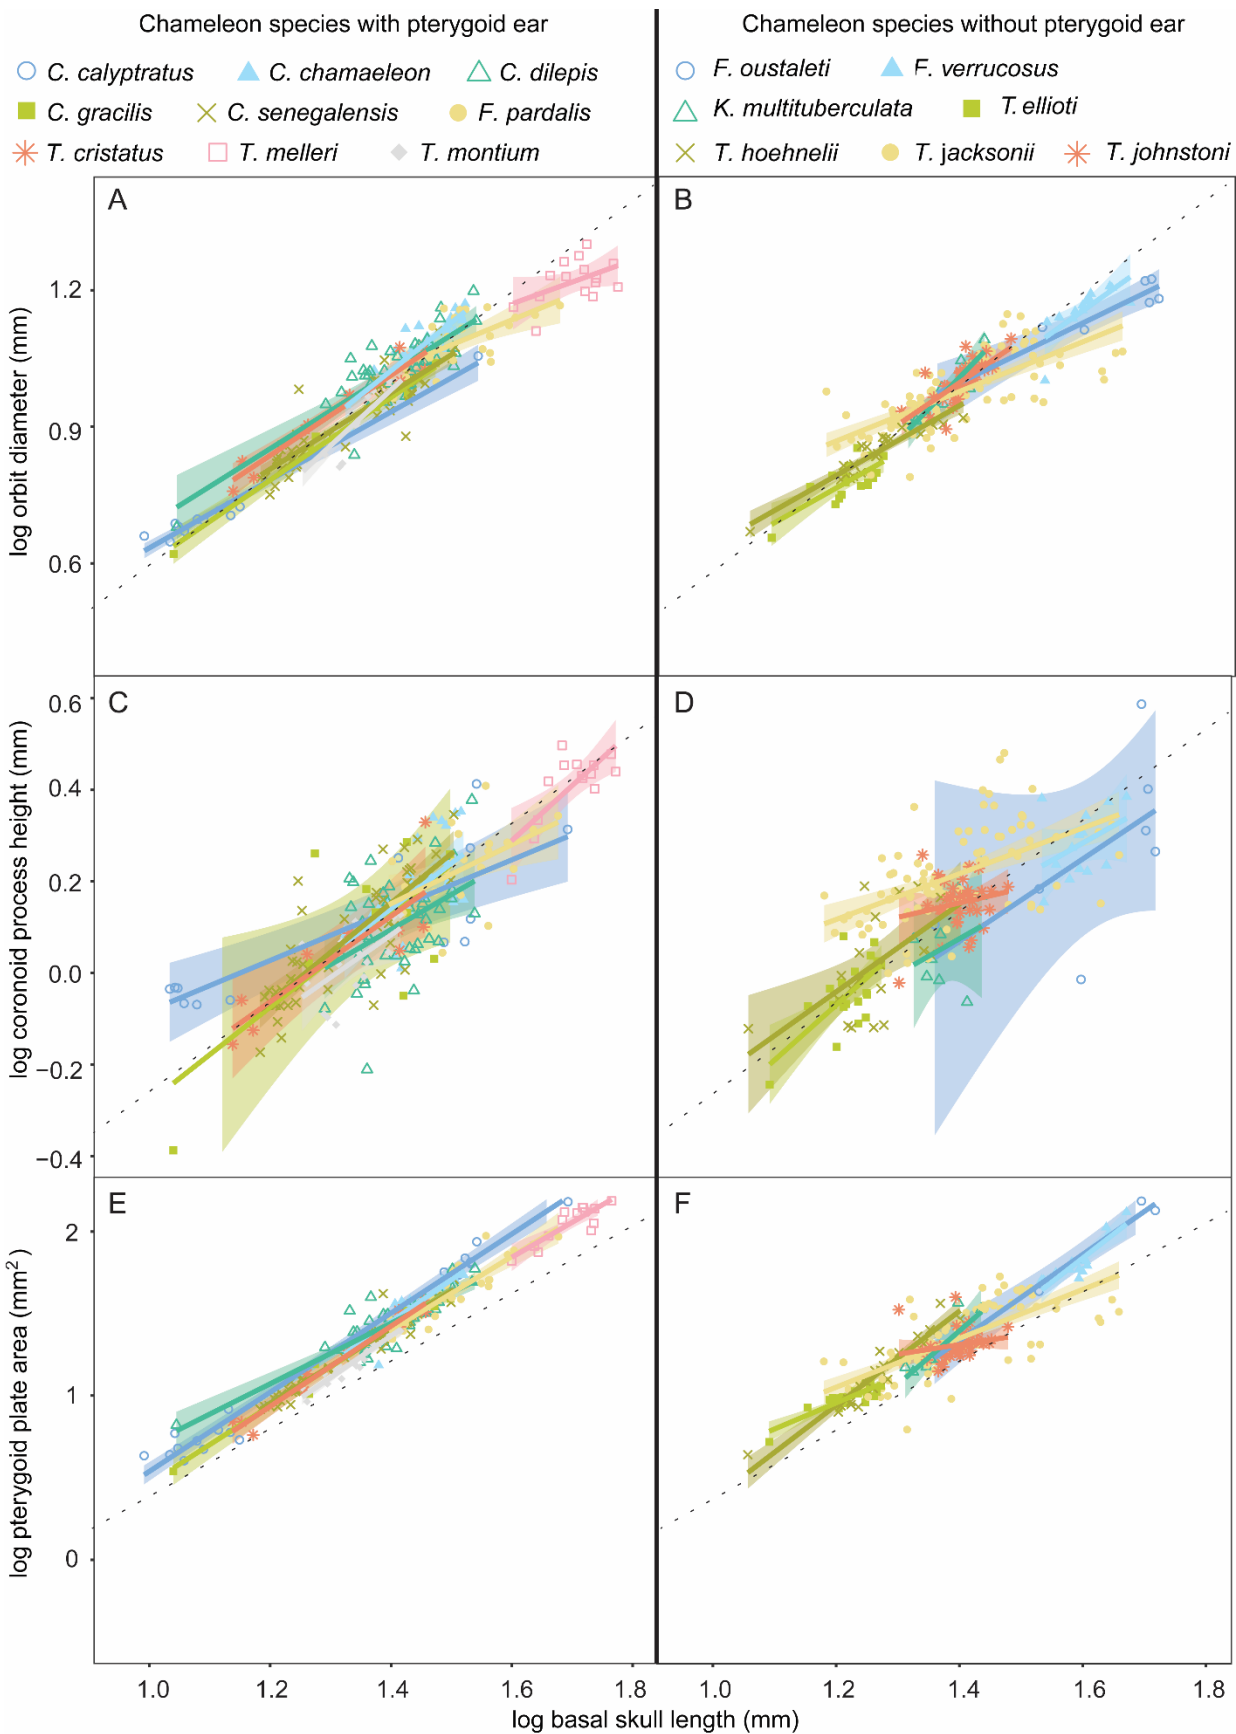 Chameleon species with pterygoid ear
C. calyptratus C. chamaeleon C. dilepis
C. gracilis C. senegalensis F. pardalis
T. cristatus T. melleri T. montium
Chameleon species without pterygoid ear
F. oustaleti F. verrucosus
K. multituberculata T. ellioti
T. hoehnelii T. jacksonii T. johnstoni
A
B
log orbit diameter (mm)
1.2
0.9
0.6
C
D
log coronoid process height (mm)
0.6
0.4
0.2
0.0
−0.2
−0.4
E
F
log pterygoid plate area (mm²)
2
1
0
1.0 1.2 1.4 1.6 1.8
1.0 1.2 1.4 1.6 1.8
log basal skull length (mm)